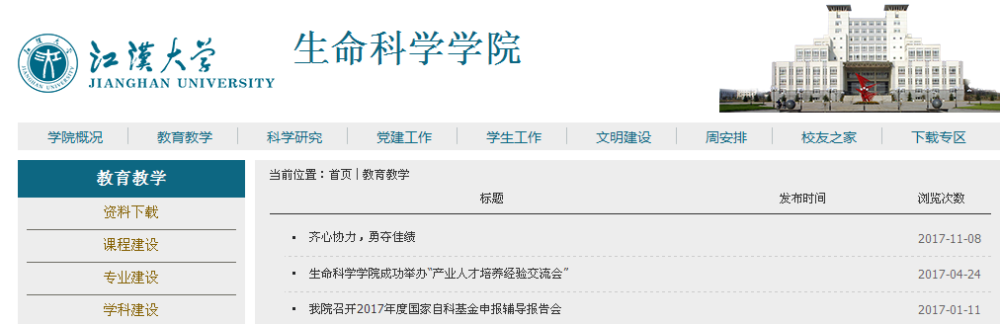 江漢大学
JIANGHAN UNIVERSITY
生命科学学院
学院概况 教育教学 科学研究 党建工作 学生工作 文明建设 周安排 校友之家 下载专区
教育教学
资料下载
课程建设
专业建设
学科建设
当前位置：首页 | 教育教学
标题 发布时间 浏览次数
齐心协力，勇夺佳绩 2017-11-08
生命科学学院成功举办“产业人才培养经验交流会” 2017-04-24
我院召开2017年度国家自科基金申报辅导报告会 2017-01-11